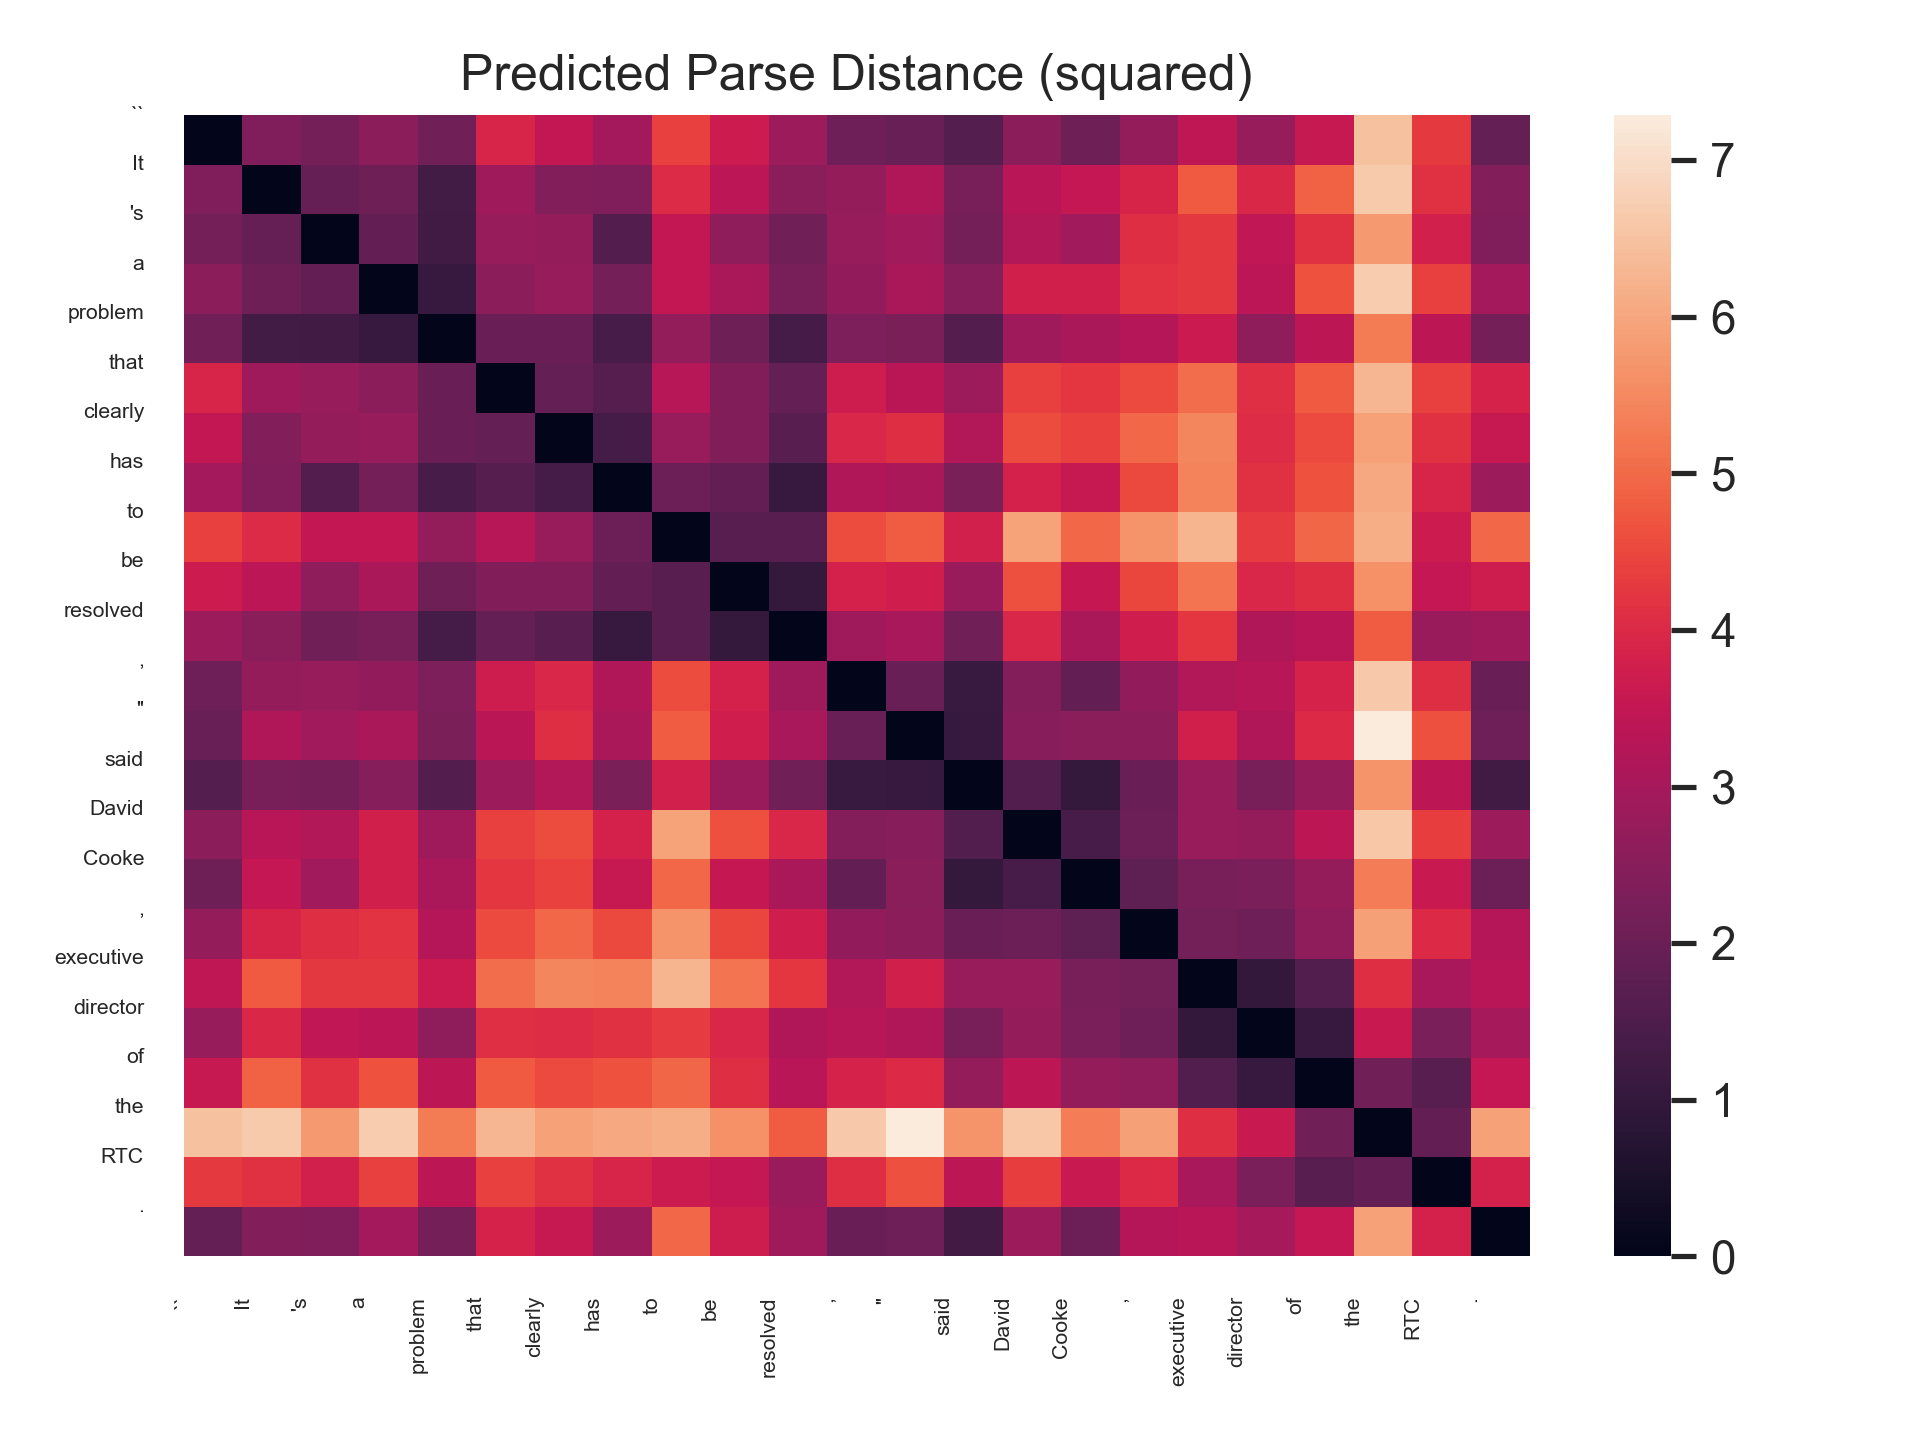 Predicted Parse Distance (squared)
``
It
's
a
problem
that
clearly
has
to
be
resolved
,
"
said
David
Cooke
,
executive
director
of
the
RTC
.
7
6
5
4
3
2
1
0
``
It
's
a
problem
that
clearly
has
to
be
resolved
,
"
said
David
Cooke
,
executive
director
of
the
RTC
.